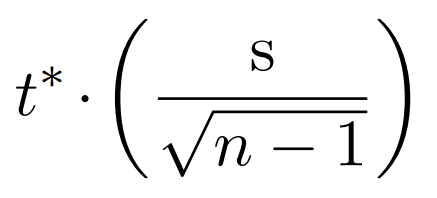 t* · (s / √(n − 1))